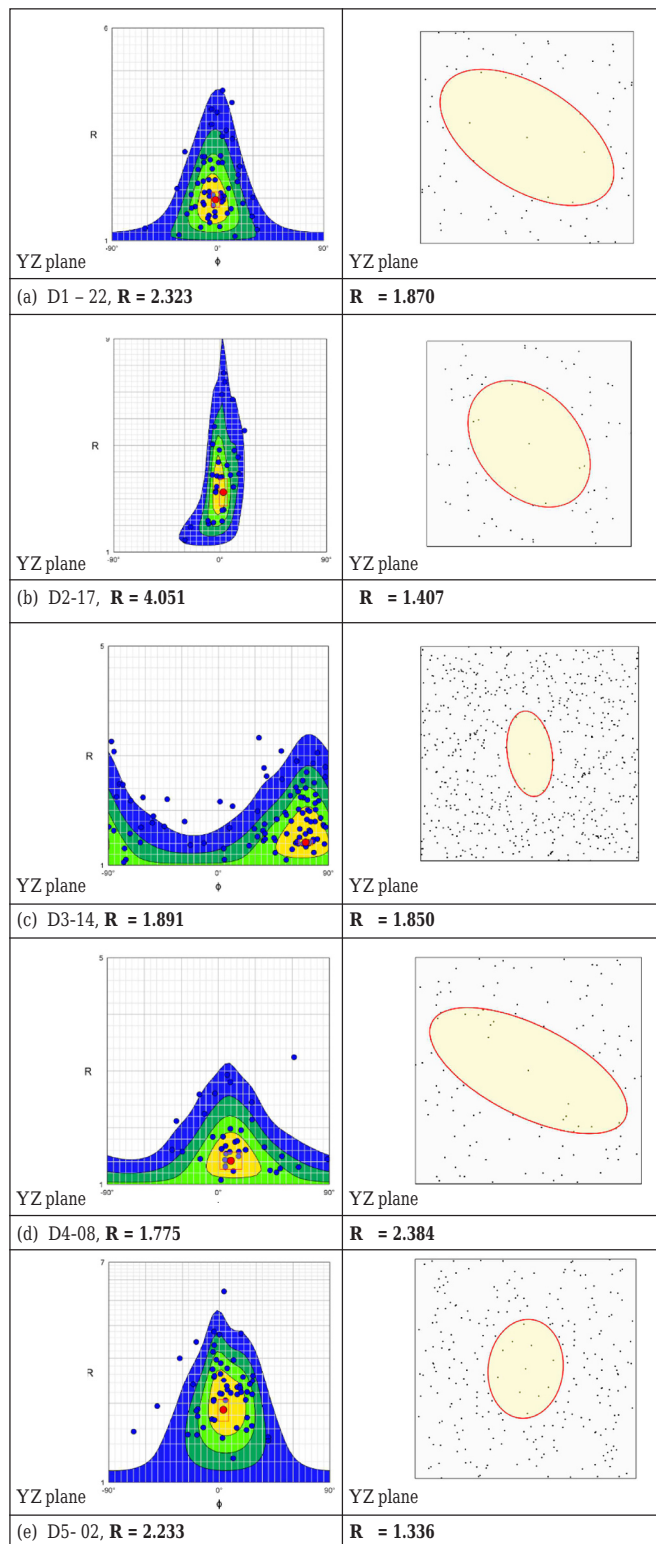 6
R
1
-90°
0°
90°
ϕ
YZ plane
YZ plane
(a) D1 – 22, R = 2.323
R = 1.870
R
1
-90°
0°
90°
YZ plane
YZ plane
(b) D2-17, R = 4.051
R = 1.407
5
R
1
-90°
0°
90°
ϕ
YZ plane
YZ plane
(c) D3-14, R = 1.891
R = 1.850
5
R
1
-90°
0°
90°
YZ plane
YZ plane
(d) D4-08, R = 1.775
R = 2.384
7
R
1
-90°
0°
90°
ϕ
YZ plane
YZ plane
(e) D5- 02, R = 2.233
R = 1.336